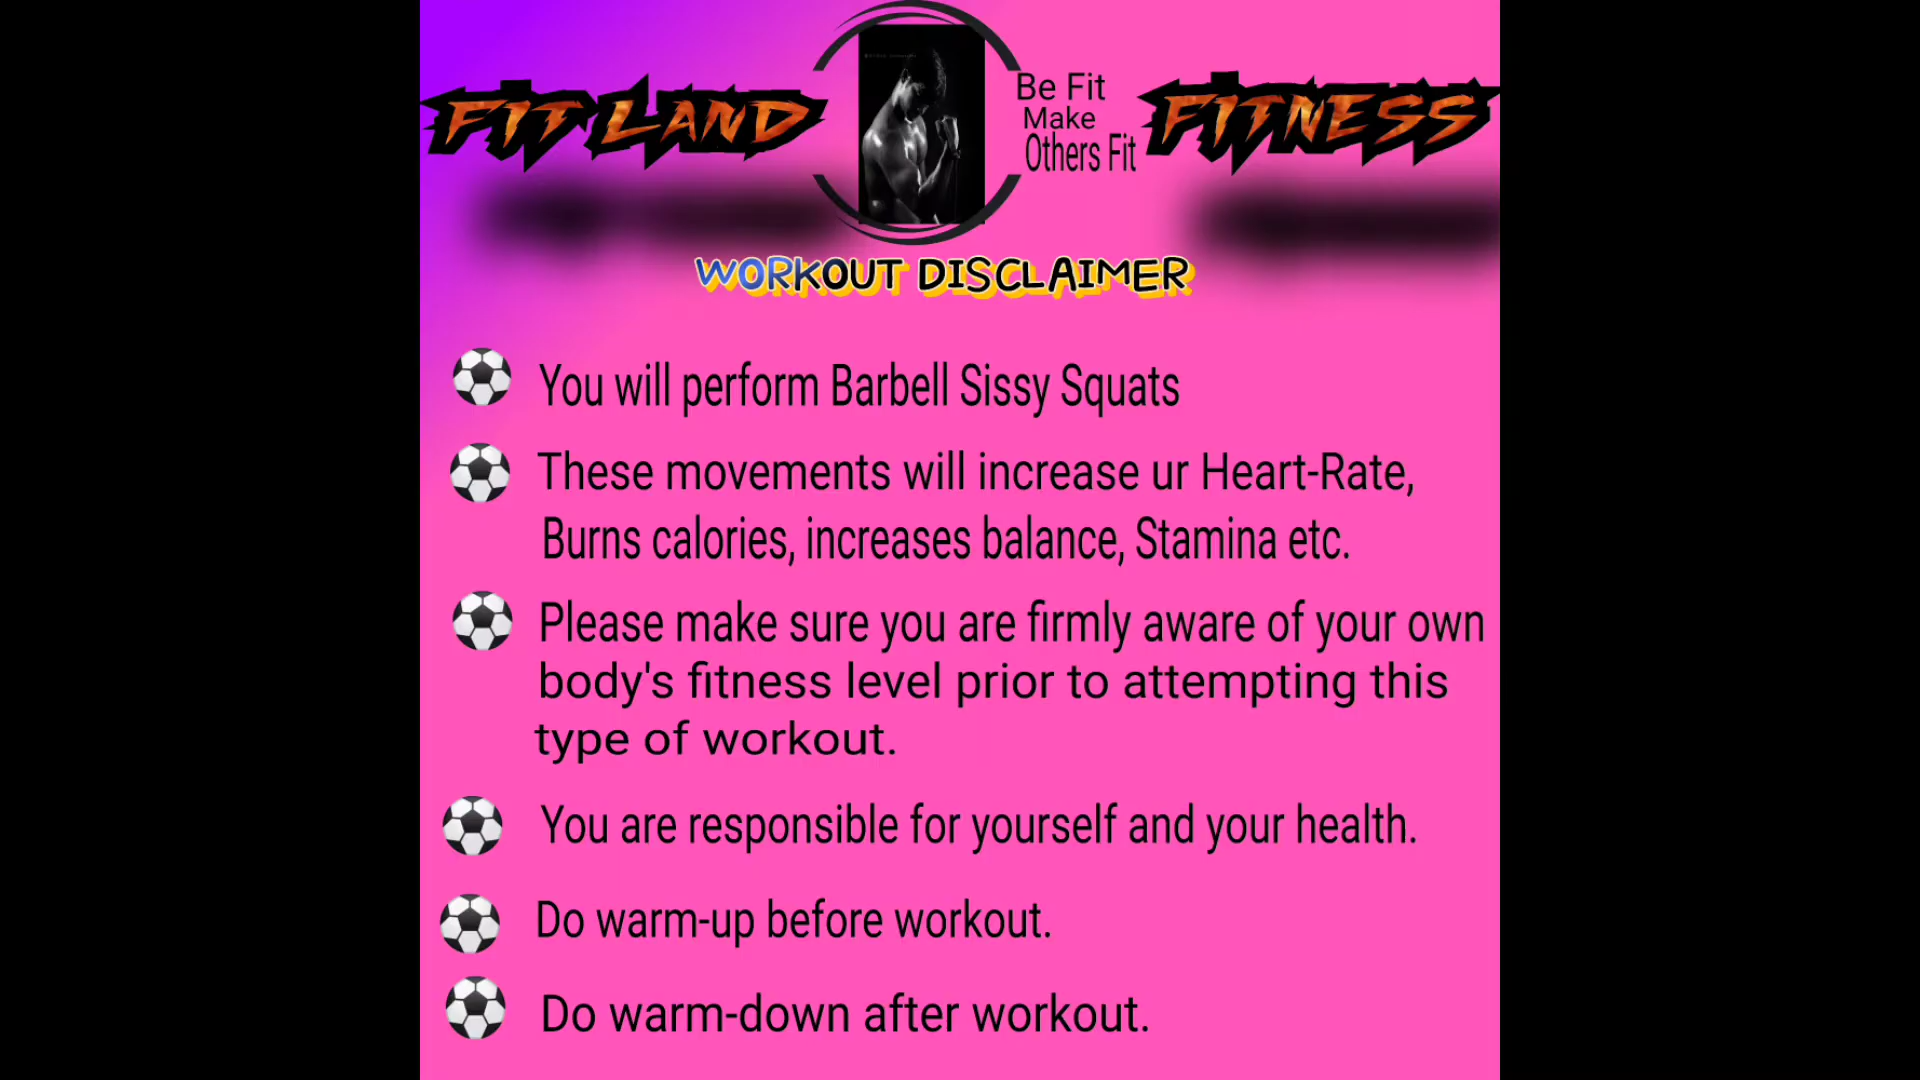 FIT LAND
Be Fit
Make
Others Fit
FITNESS
WORKOUT DISCLAIMER
You will perform Barbell Sissy Squats
These movements will increase ur Heart-Rate,
Burns calories, increases balance, Stamina etc.
Please make sure you are firmly aware of your own
body's fitness level prior to attempting this
type of workout.
You are responsible for yourself and your health.
Do warm-up before workout.
Do warm-down after workout.